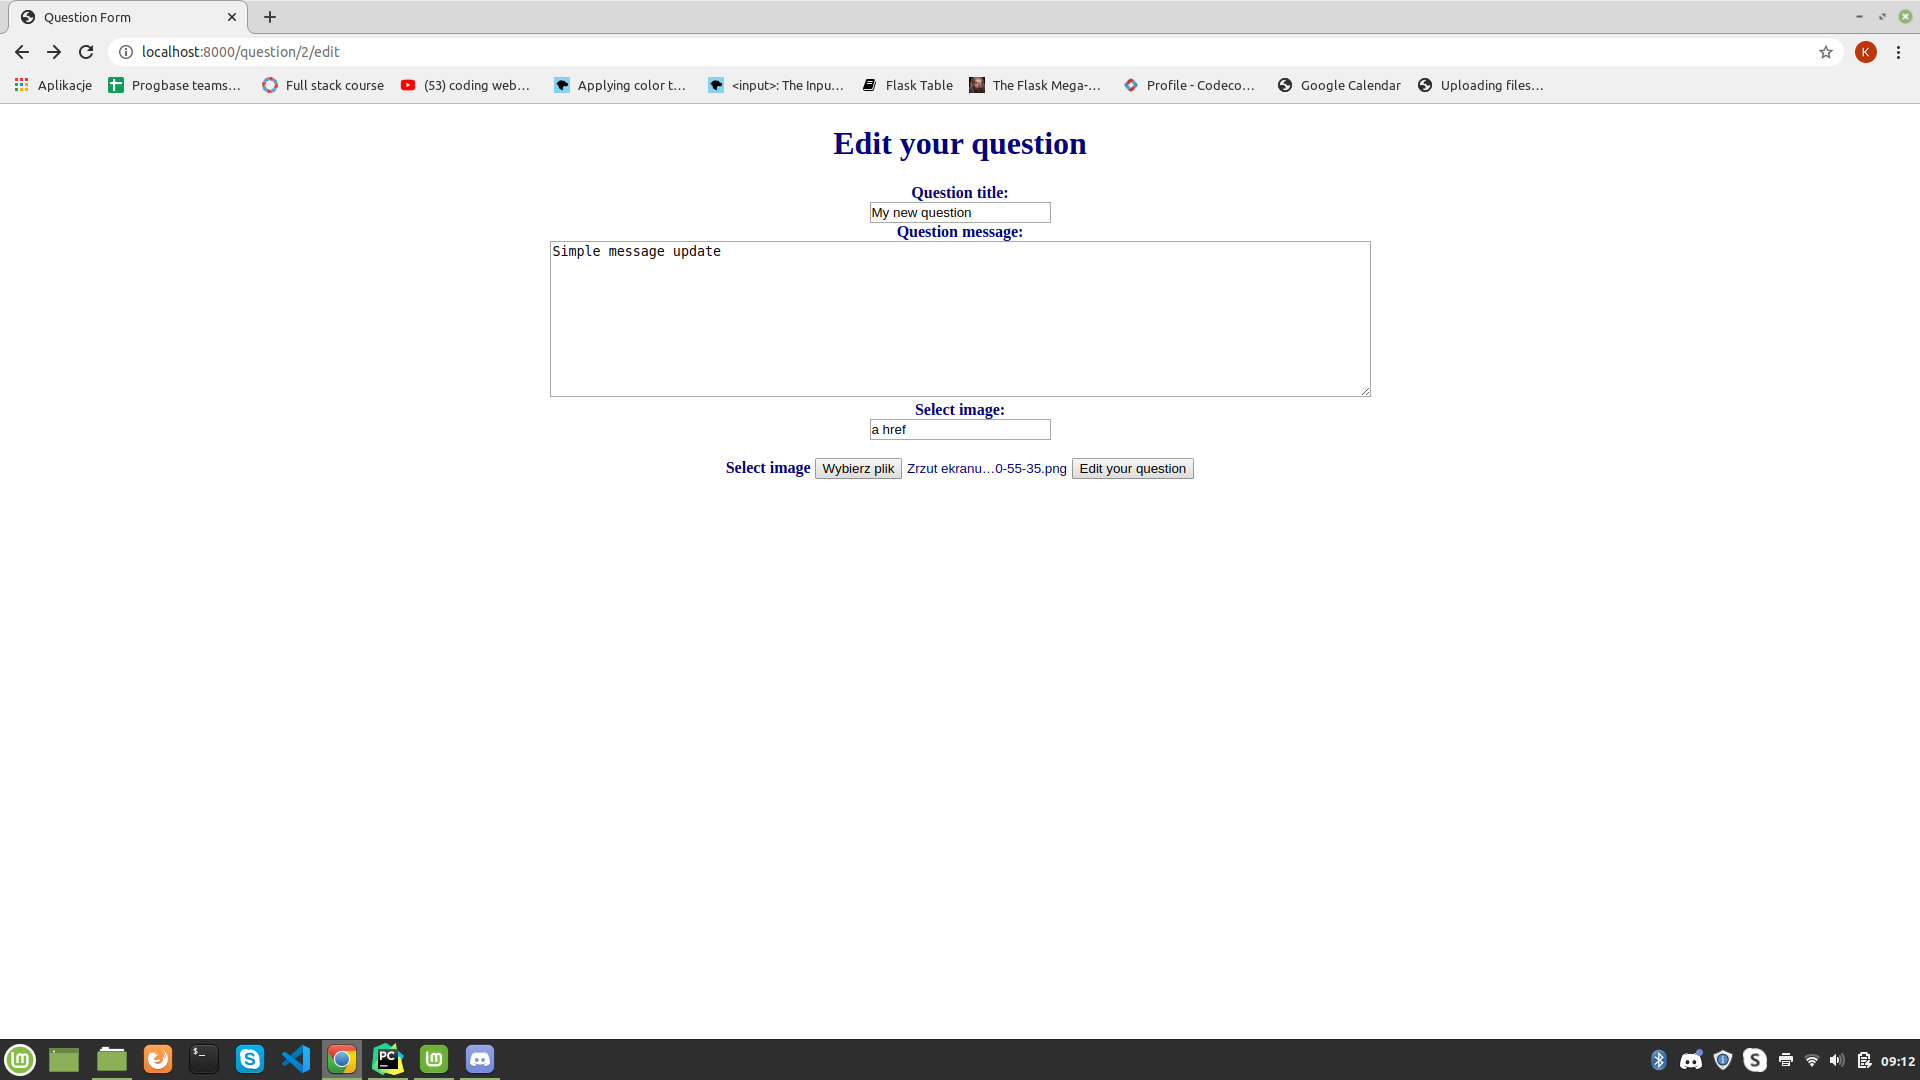 Question Form
localhost:8000/question/2/edit
Aplikacje
Progbase teams...
Full stack course
(53) coding web...
Applying color t...
<input>: The Inpu...
Flask Table
The Flask Mega-...
Profile - Codeco...
Google Calendar
Uploading files...
Edit your question
Question title:
My new question
Question message:
Simple message update
Select image:
a href
Select image Wybierz plik Zrzut ekranu...0-55-35.png Edit your question
09:12